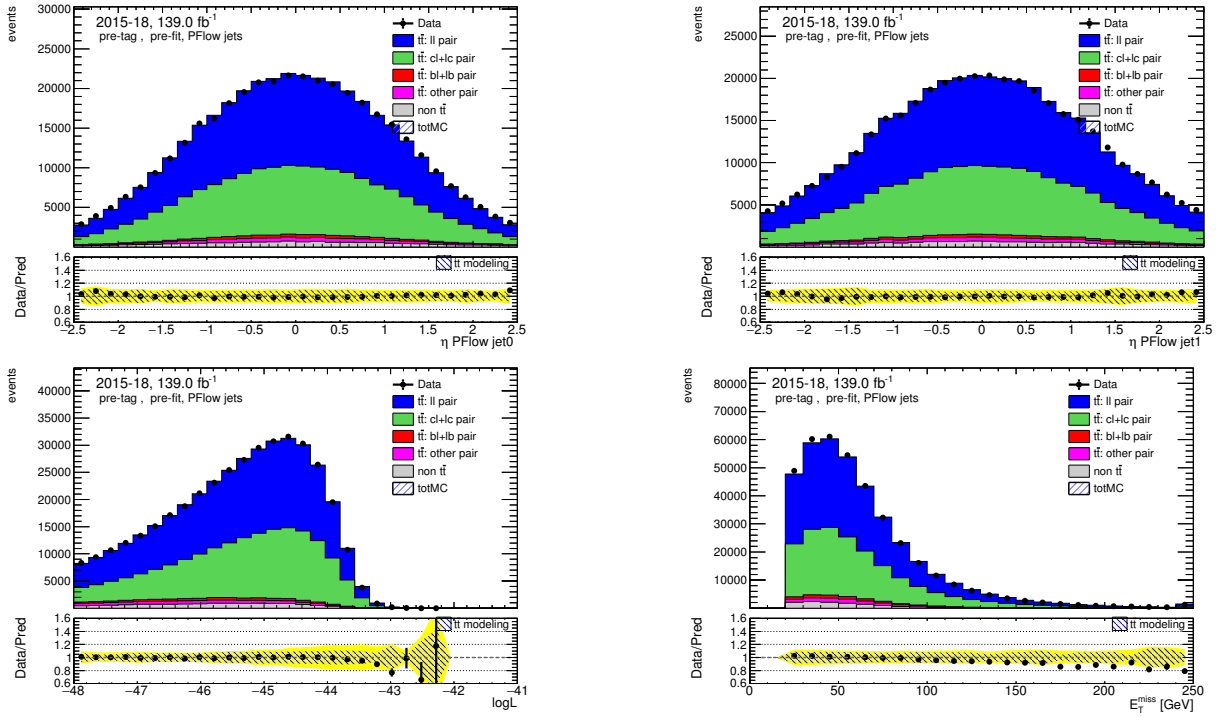 events
30000
25000
20000
15000
10000
5000
2015-18, 139.0 fb⁻¹
pre-tag , pre-fit, PFlow jets
Data
tt̄: ll pair
tt̄: cl+lc pair
tt̄: bl+lb pair
tt̄: other pair
non tt̄
totMC
Data/Pred
1.6
1.4
1.2
1
0.8
0.6
tt modeling
−2.5 −2 −1.5 −1 −0.5 0 0.5 1 1.5 2 2.5
η PFlow jet0
events
25000
20000
15000
10000
5000
2015-18, 139.0 fb⁻¹
pre-tag , pre-fit, PFlow jets
Data
tt̄: ll pair
tt̄: cl+lc pair
tt̄: bl+lb pair
tt̄: other pair
non tt̄
totMC
Data/Pred
1.6
1.4
1.2
1
0.8
0.6
tt modeling
−2.5 −2 −1.5 −1 −0.5 0 0.5 1 1.5 2 2.5
η PFlow jet1
events
40000
35000
30000
25000
20000
15000
10000
5000
2015-18, 139.0 fb⁻¹
pre-tag , pre-fit, PFlow jets
Data
tt̄: ll pair
tt̄: cl+lc pair
tt̄: bl+lb pair
tt̄: other pair
non tt̄
totMC
Data/Pred
1.6
1.4
1.2
1
0.8
0.6
tt modeling
−48 −47 −46 −45 −44 −43 −42 −41
logL
events
80000
70000
60000
50000
40000
30000
20000
10000
2015-18, 139.0 fb⁻¹
pre-tag , pre-fit, PFlow jets
Data
tt̄: ll pair
tt̄: cl+lc pair
tt̄: bl+lb pair
tt̄: other pair
non tt̄
totMC
Data/Pred
1.6
1.4
1.2
1
0.8
0.6
tt modeling
0 50 100 150 200 250
E_T^miss [GeV]